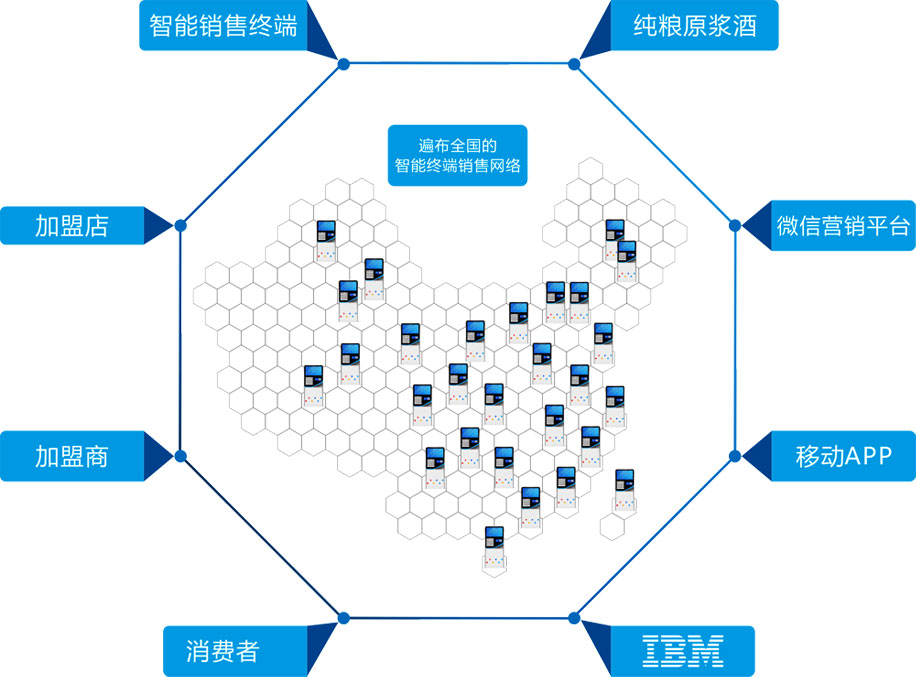 智能销售终端
纯粮原浆酒
遍布全国的
智能终端销售网络
加盟店
微信营销平台
加盟商
移动APP
消费者
IBM